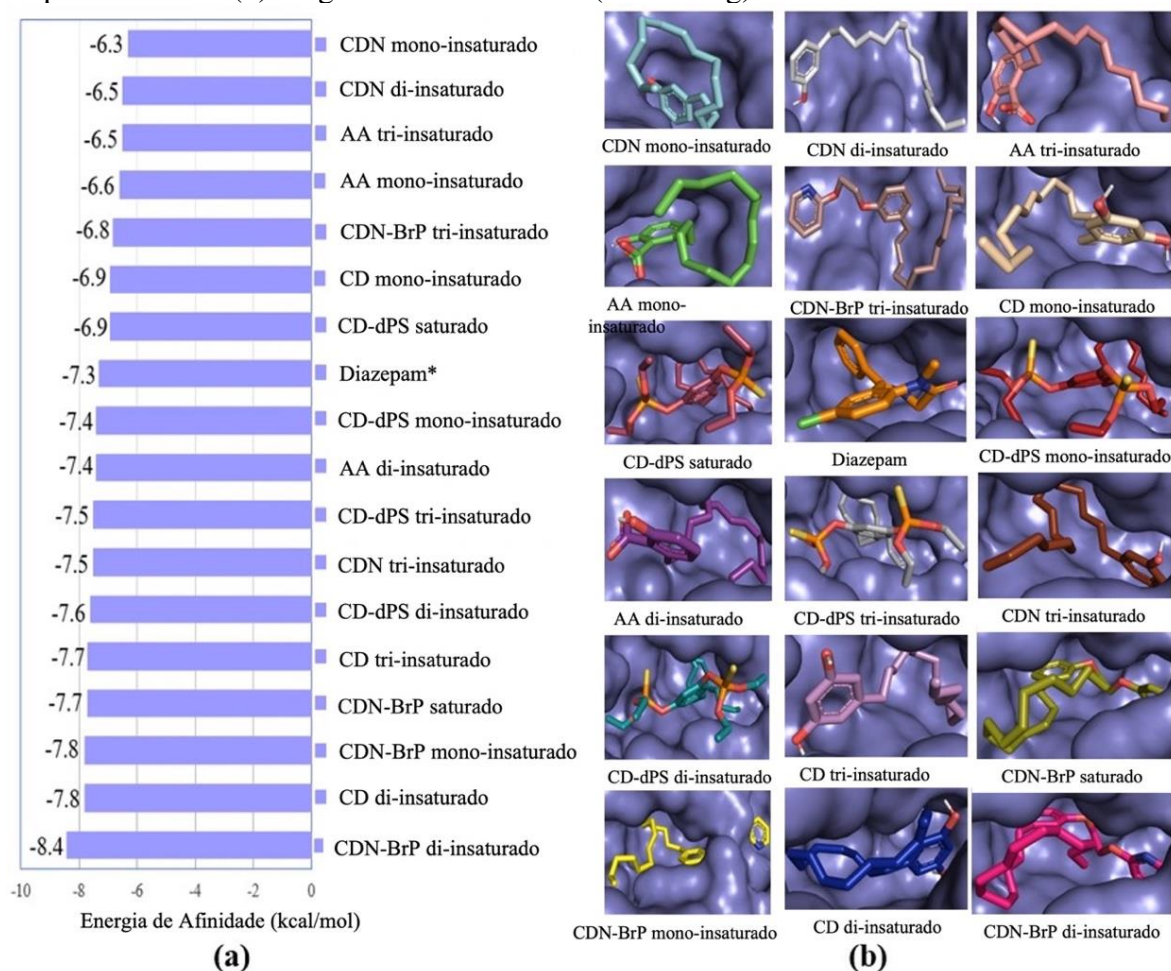 -6.3 CDN mono-insaturado
-6.5 CDN di-insaturado
-6.5 AA tri-insaturado
-6.6 AA mono-insaturado
-6.8 CDN-BrP tri-insaturado
-6.9 CD mono-insaturado
-6.9 CD-dPS saturado
-7.3 Diazepam*
-7.4 CD-dPS mono-insaturado
-7.4 AA di-insaturado
-7.5 CD-dPS tri-insaturado
-7.5 CDN tri-insaturado
-7.6 CD-dPS di-insaturado
-7.7 CD tri-insaturado
-7.7 CDN-BrP saturado
-7.8 CDN-BrP mono-insaturado
-7.8 CD di-insaturado
-8.4 CDN-BrP di-insaturado
-10 -8 -6 -4 -2 0
Energia de Afinidade (kcal/mol)
(a)
CDN mono-insaturado CDN di-insaturado AA tri-insaturado
AA mono-
insaturado
CDN-BrP tri-insaturado CD mono-insaturado
CD-dPS saturado Diazepam CD-dPS mono-insaturado
AA di-insaturado CD-dPS tri-insaturado CDN tri-insaturado
CD-dPS di-insaturado CD tri-insaturado CDN-BrP saturado
CDN-BrP mono-insaturado CD di-insaturado CDN-BrP di-insaturado
(b)